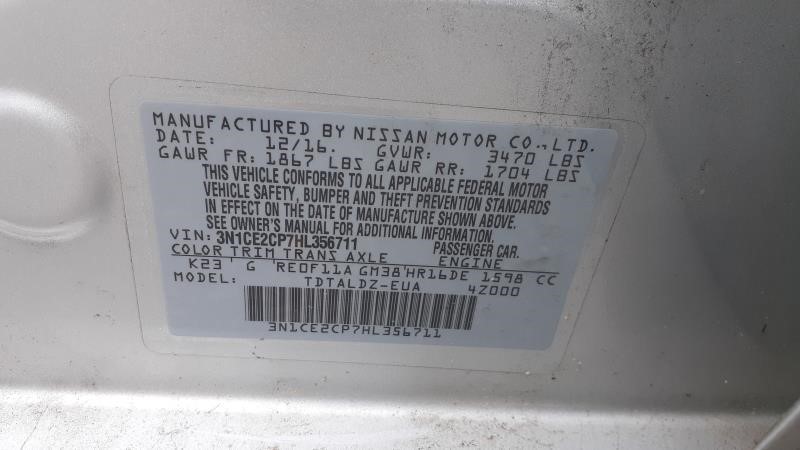 MANUFACTURED BY NISSAN MOTOR CO.,LTD.
DATE: 12/16. GVWR: 3470 LBS
GAWR FR: 1867 LBS GAWR RR: 1704 LBS
THIS VEHICLE CONFORMS TO ALL APPLICABLE FEDERAL MOTOR
VEHICLE SAFETY, BUMPER AND THEFT PREVENTION STANDARDS
IN EFFECT ON THE DATE OF MANUFACTURE SHOWN ABOVE.
SEE OWNER'S MANUAL FOR ADDITIONAL INFORMATION.
VIN: 3N1CE2CP7HL356711 PASSENGER CAR.
COLOR TRIM TRANS AXLE ENGINE
K23 G RE0F11A GM38 HR16DE 1598 CC
MODEL: TDTALDZ-EUA 4Z000
3N1CE2CP7HL356711